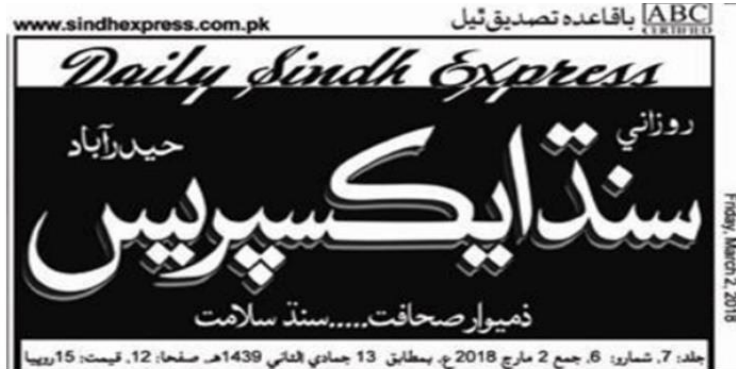 www.sindhexpress.com.pk
[ABC] CERTIFIED باقاعده تصديق ٿيل
Daily Sindh Express
روزاني
حيدرآباد
سنڌ ايڪسپريس
ذميوار صحافت.....سنڌ سلامت
جلد: 7، شمارو: 6، جمع 2 مارچ 2018ع، بمطابق 13 جمادي الثاني 1439هه، صفحا: 12، قيمت: 15 روپيا
Friday, March 2, 2018